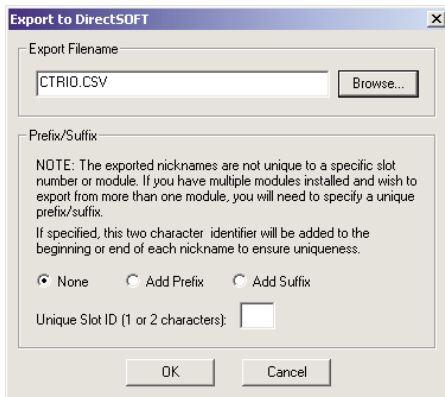 Export to DirectSOFT
Export Filename
CTRIO.CSV
Browse...
Prefix/Suffix
NOTE: The exported nicknames are not unique to a specific slot
number or module. If you have multiple modules installed and wish to
export from more than one module, you will need to specify a unique
prefix/suffix.
If specified, this two character identifier will be added to the
beginning or end of each nickname to ensure uniqueness.
None
Add Prefix
Add Suffix
Unique Slot ID (1 or 2 characters):
OK
Cancel